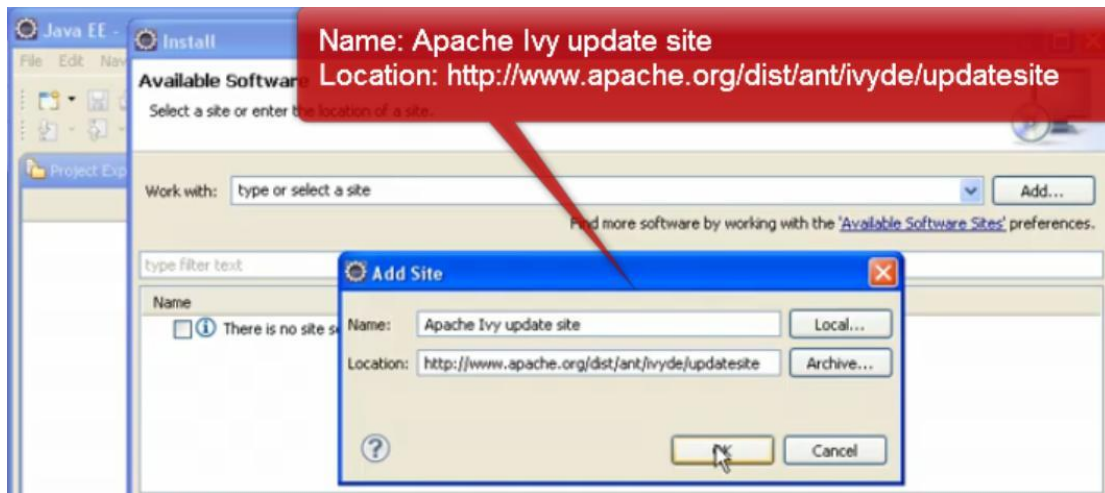 Java EE -
Install
Name: Apache Ivy update site
Location: http://www.apache.org/dist/ant/ivyde/updatesite
File Edit Nav
Available Software
Select a site or enter the location of a site.
Project Exp
Work with: type or select a site Add...
Find more software by working with the 'Available Software Sites' preferences.
type filter text
Add Site
Name
There is no site se
Name: Apache Ivy update site Local...
Location: http://www.apache.org/dist/ant/ivyde/updatesite Archive...
? OK Cancel